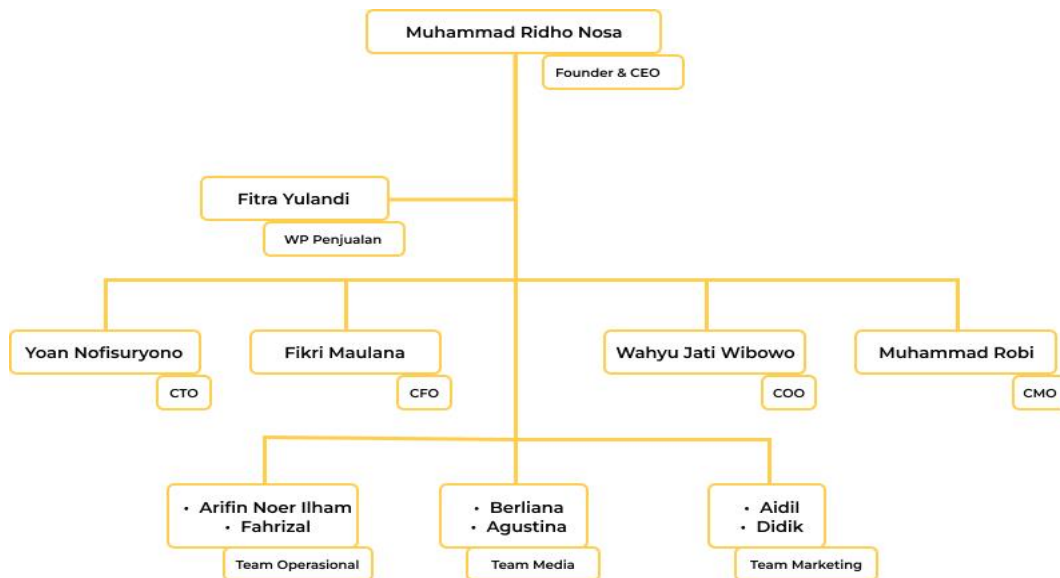 Muhammad Ridho Nosa
Founder & CEO
Fitra Yulandi
WP Penjualan
Yoan Nofisuryono
CTO
Fikri Maulana
CFO
Wahyu Jati Wibowo
COO
Muhammad Robi
CMO
• Arifin Noer Ilham
• Fahrizal
Team Operasional
• Berliana
• Agustina
Team Media
• Aidil
• Didik
Team Marketing